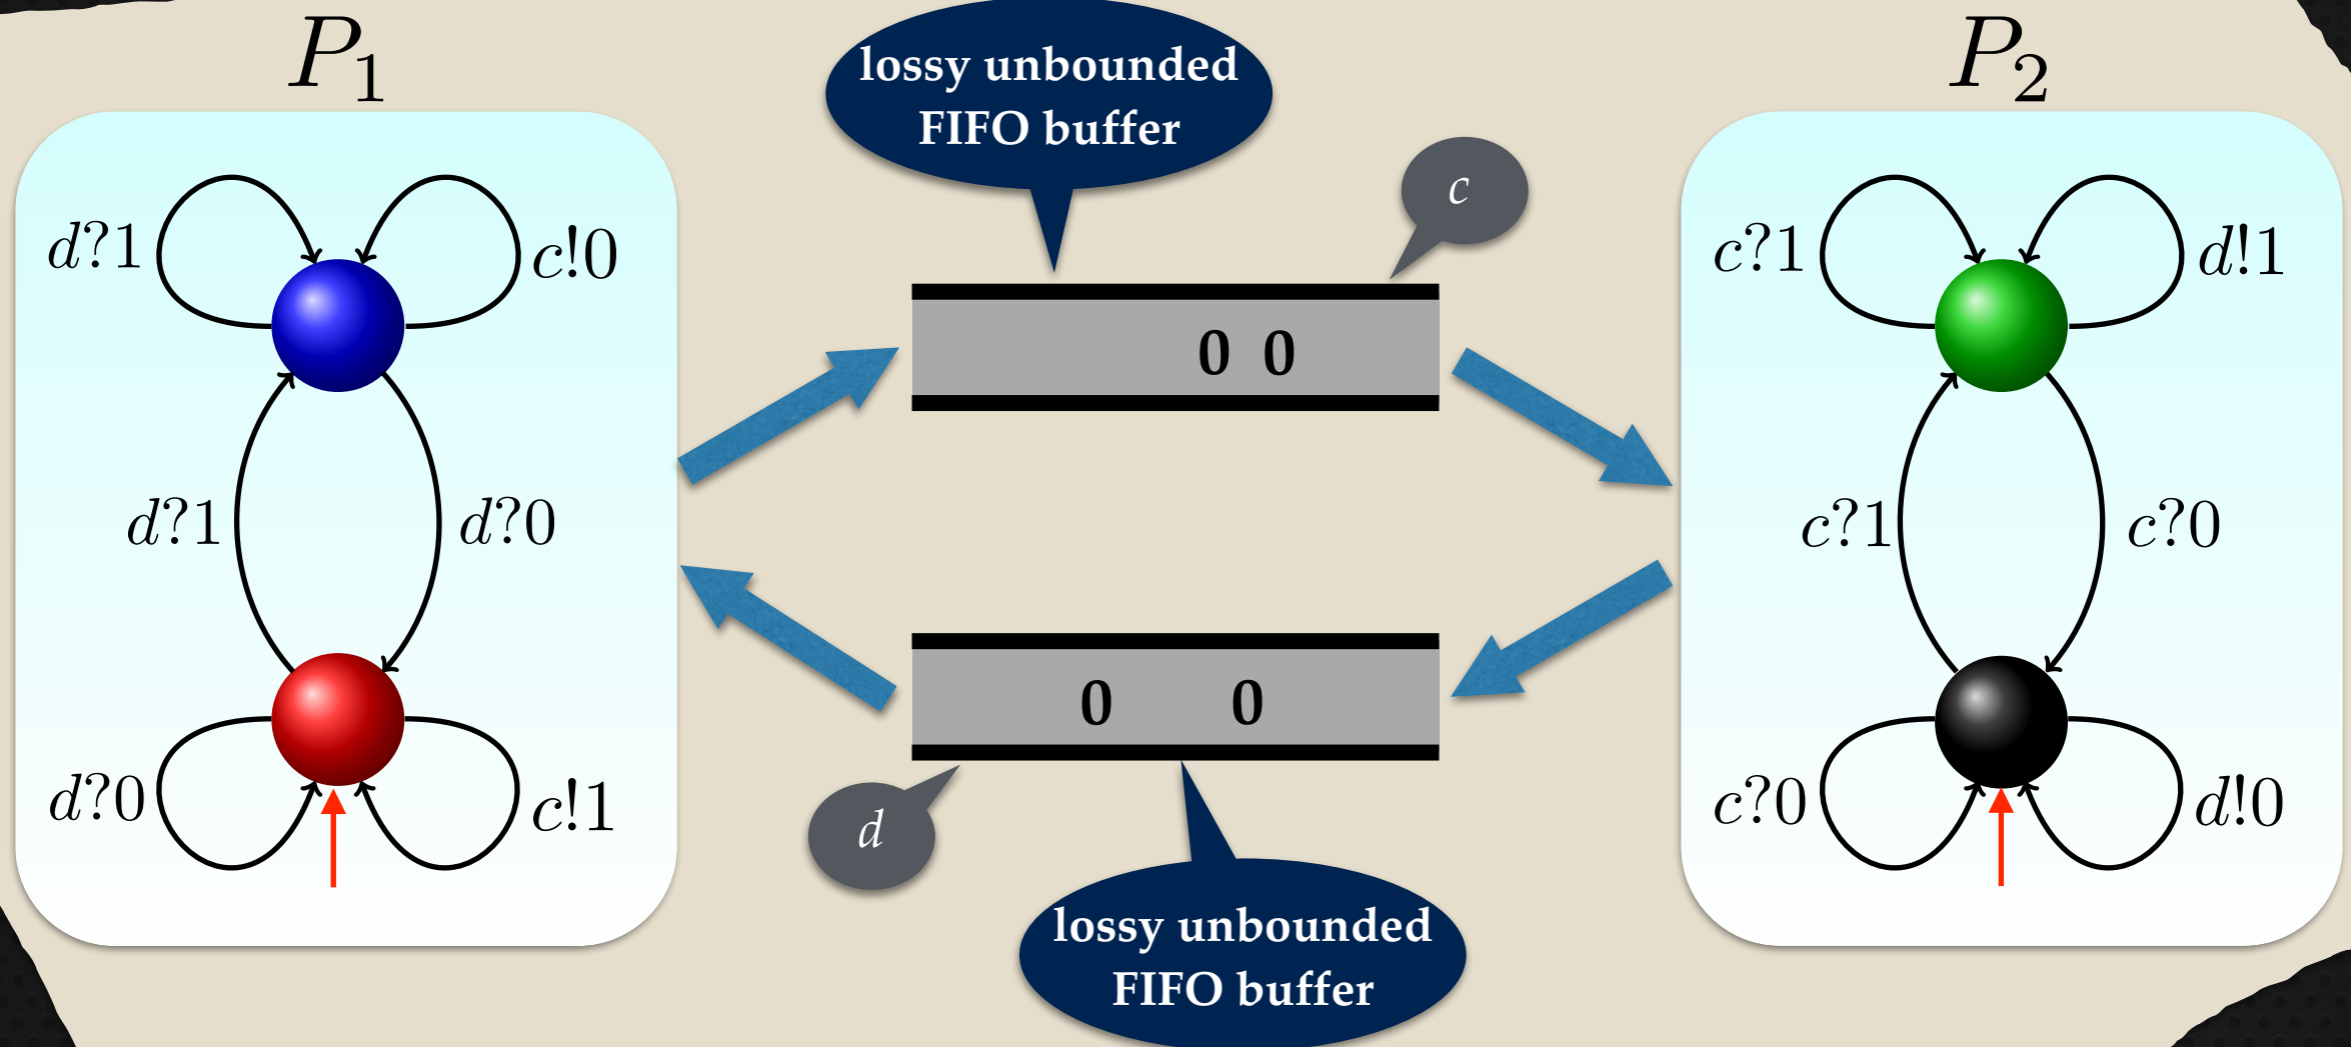 P₁
lossy unbounded
FIFO buffer
P₂
c
d?1
c!0
c?1
d!1
0 0
d?1
d?0
c?1
c?0
0 0
d?0
c!1
d
c?0
d!0
lossy unbounded
FIFO buffer